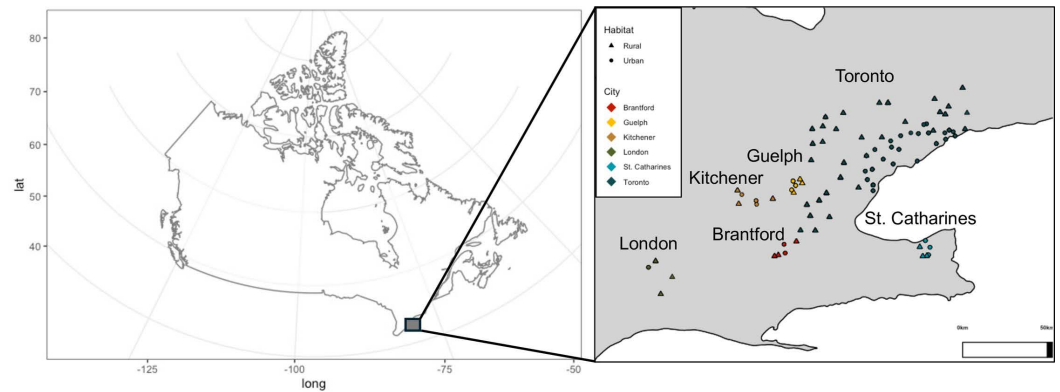 80
70
60
50
40
lat
-125
-100
-75
-50
long
Habitat
Rural
Urban
City
Brantford
Guelph
Kitchener
London
St. Catharines
Toronto
Toronto
Guelph
Kitchener
St. Catharines
Brantford
London
0km
50km